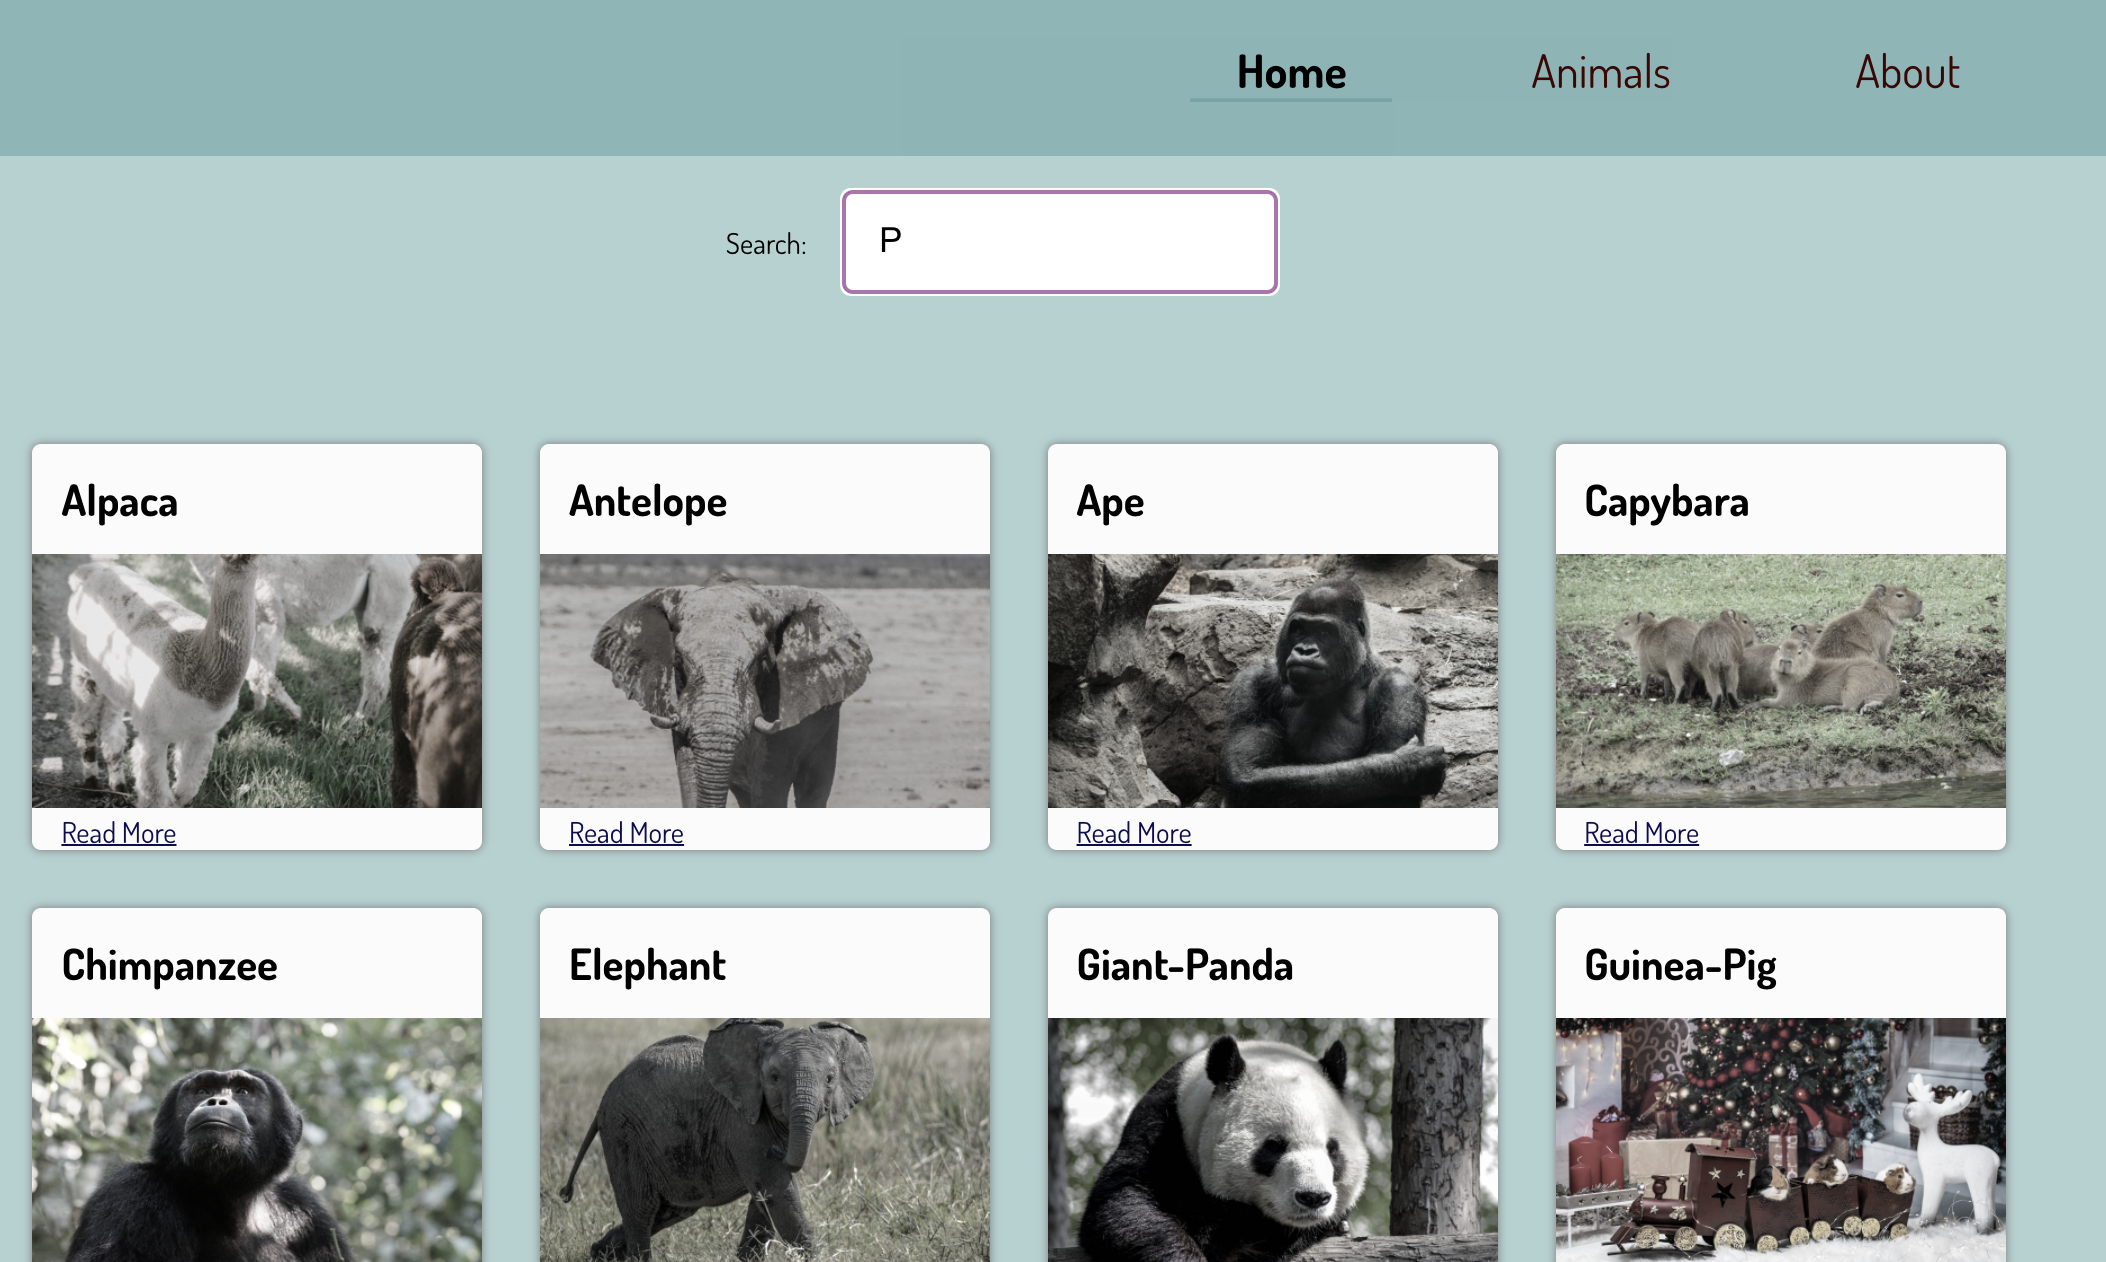 Home Animals About
Search: P
Alpaca Antelope Ape Capybara
Read More Read More Read More Read More
Chimpanzee Elephant Giant-Panda Guinea-Pig